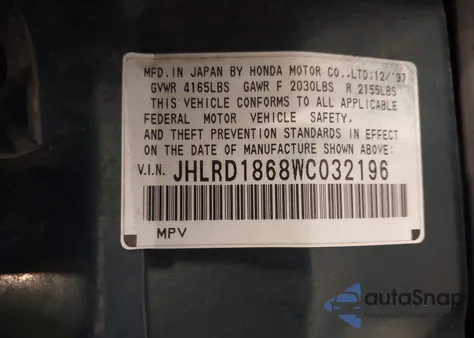 MFD. IN JAPAN BY HONDA MOTOR CO., LTD; 12/'97
GVWR 4165LBS GAWR F 2030LBS R 2155LBS
THIS VEHICLE CONFORMS TO ALL APPLICABLE
FEDERAL MOTOR VEHICLE SAFETY,
AND THEFT PREVENTION STANDARDS IN EFFECT
ON THE DATE OF MANUFACTURE SHOWN ABOVE:
V.I.N. JHLRD1868WC032196
MPV
autaSnap